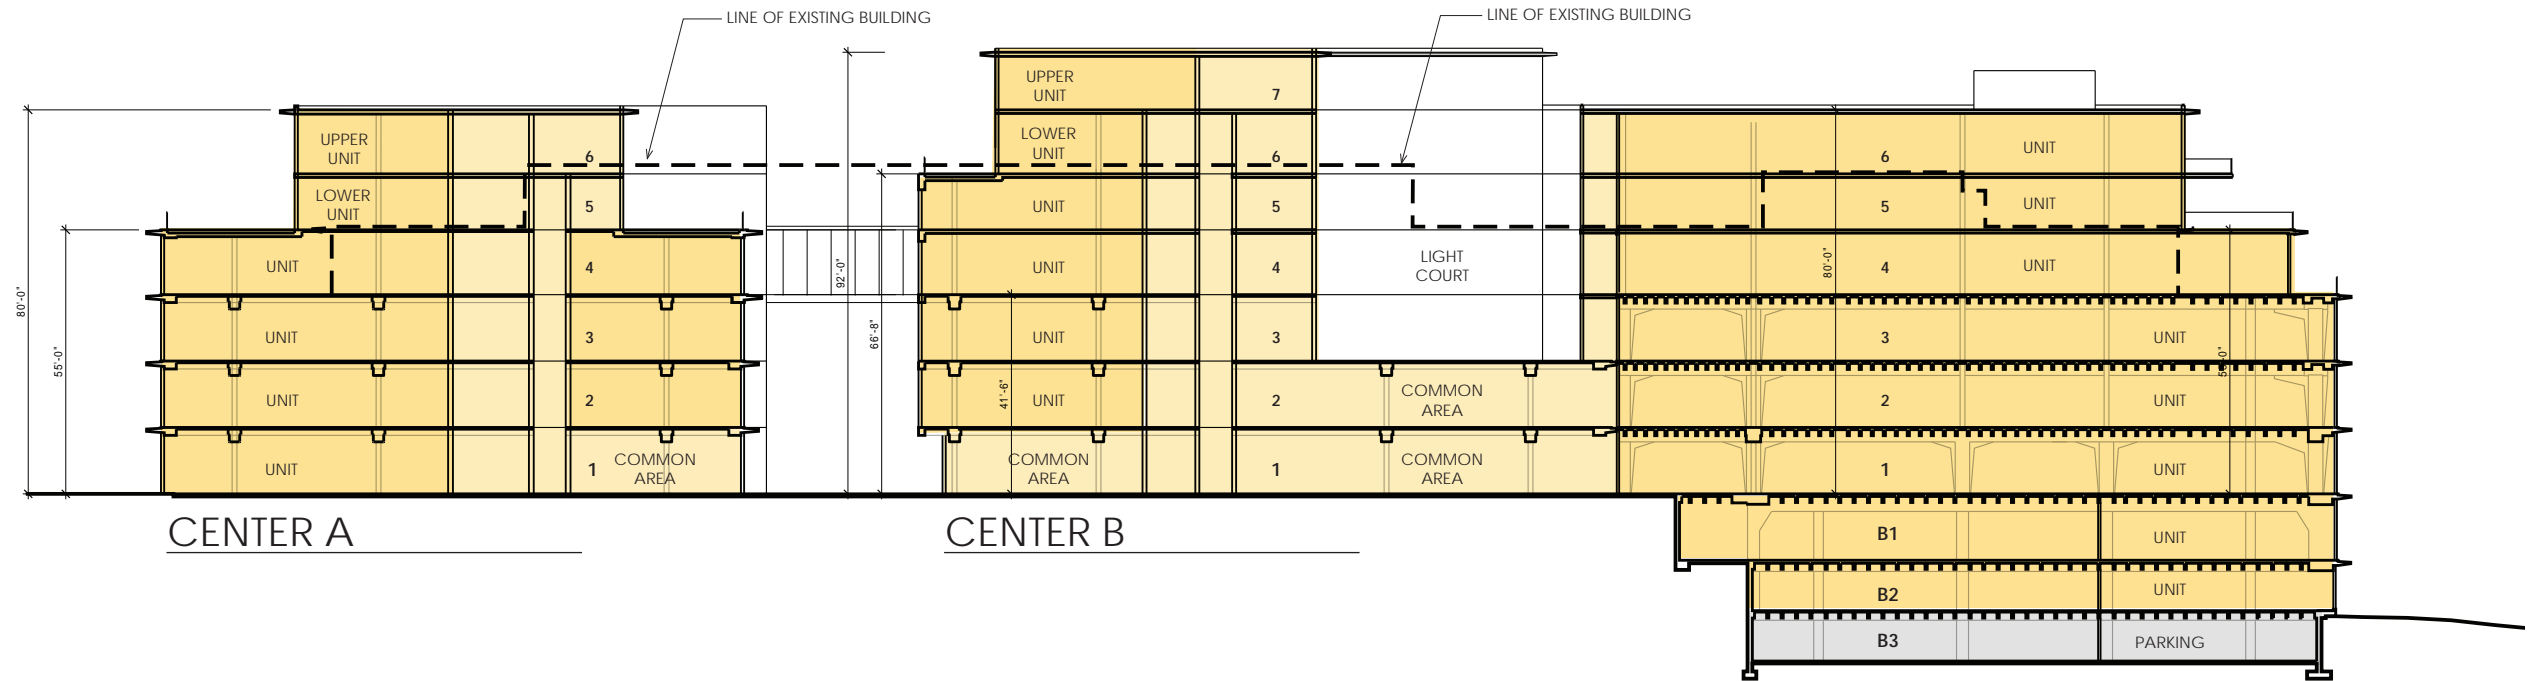 LINE OF EXISTING BUILDING
LINE OF EXISTING BUILDING
UPPER
UNIT
7
UPPER
UNIT
6
LOWER
UNIT
6
6
UNIT
LOWER
UNIT
5
UNIT
5
5
UNIT
UNIT
4
UNIT
4
LIGHT
COURT
4
UNIT
80'-0"
55'-0"
92'-0"
66'-8"
41'-6"
80'-0"
UNIT
3
UNIT
3
3
UNIT
UNIT
2
UNIT
2
COMMON
AREA
2
UNIT
UNIT
1
COMMON
AREA
COMMON
AREA
1
COMMON
AREA
1
UNIT
CENTER A
CENTER B
B1
UNIT
B2
UNIT
B3
PARKING